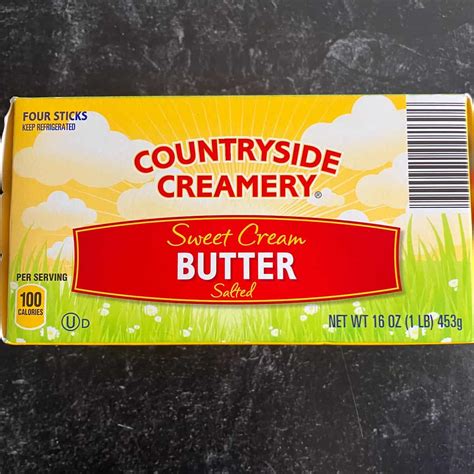 FOUR STICKS
KEEP REFRIGERATED
COUNTRYSIDE
CREAMERY®
Sweet Cream
BUTTER
Salted
PER SERVING
100
CALORIES
U D
NET WT 16 OZ (1 LB) 453g